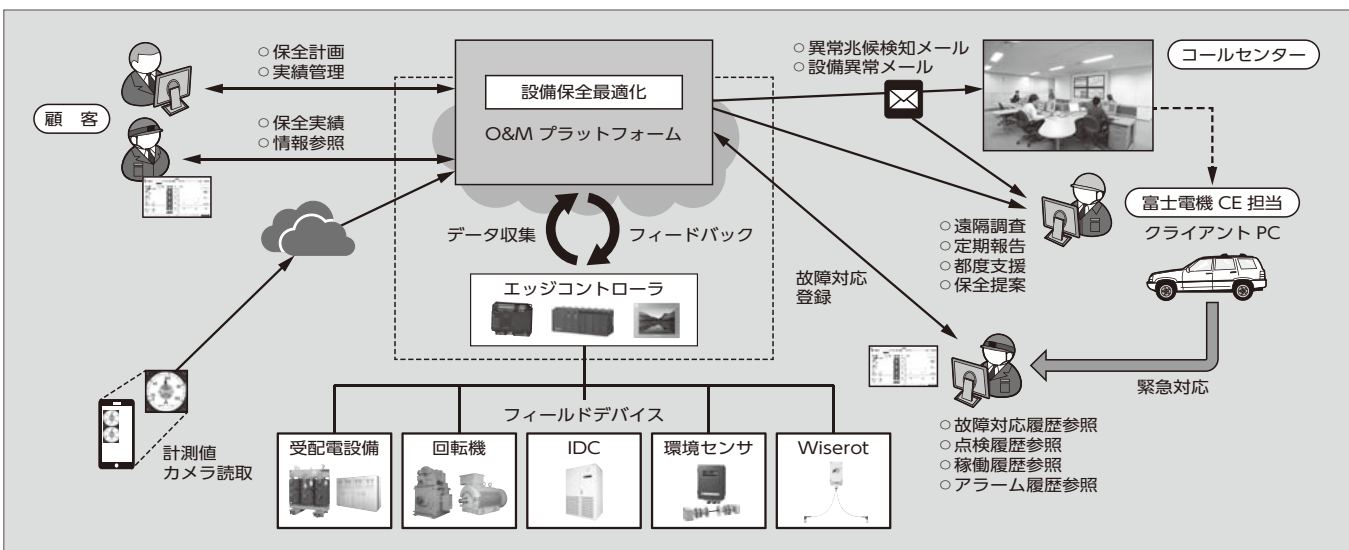 顧 客
○保全計画
○実績管理
○保全実績
○情報参照
設備保全最適化
O&M プラットフォーム
データ収集
フィードバック
エッジコントローラ
フィールドデバイス
受配電設備
回転機
IDC
環境センサ
Wiserot
計測値
カメラ読取
○異常兆候検知メール
○設備異常メール
コールセンター
富士電機 CE 担当
クライアント PC
○遠隔調査
○定期報告
○都度支援
○保全提案
故障対応
登録
緊急対応
○故障対応履歴参照
○点検履歴参照
○稼働履歴参照
○アラーム履歴参照